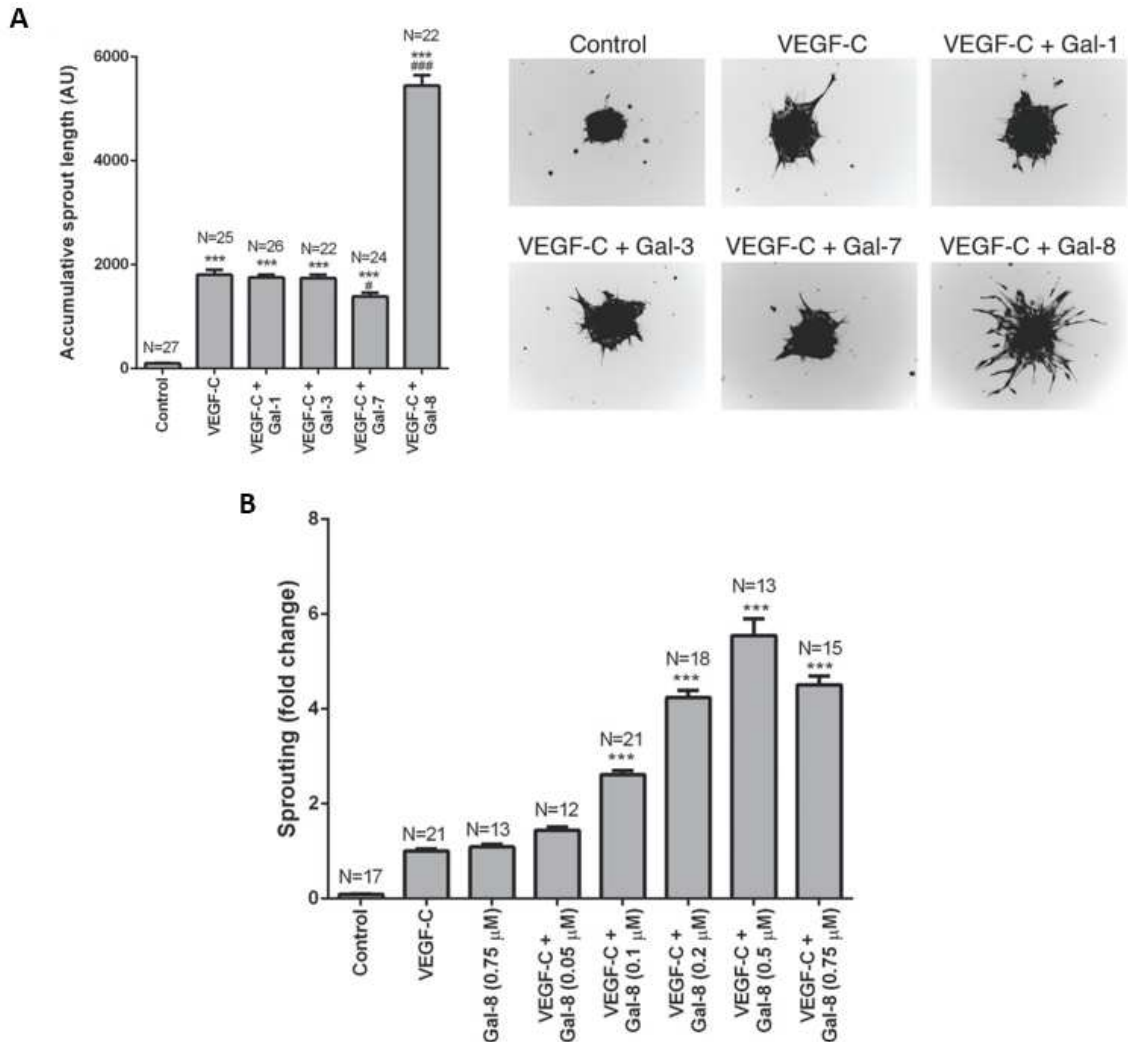 A
Accumulative sprout length (AU)
6000
4000
2000
0
N=27
N=25
***
N=26
***
N=22
***
N=24
***
#
N=22
***
###
Control
VEGF-C
VEGF-C +
Gal-1
VEGF-C +
Gal-3
VEGF-C +
Gal-7
VEGF-C +
Gal-8
Control
VEGF-C
VEGF-C + Gal-1
VEGF-C + Gal-3
VEGF-C + Gal-7
VEGF-C + Gal-8
B
Sprouting (fold change)
8
6
4
2
0
N=17
N=21
N=13
N=12
N=21
***
N=18
***
N=13
***
N=15
***
Control
VEGF-C
Gal-8 (0.75 μM)
VEGF-C +
Gal-8 (0.05 μM)
VEGF-C +
Gal-8 (0.1 μM)
VEGF-C +
Gal-8 (0.2 μM)
VEGF-C +
Gal-8 (0.5 μM)
VEGF-C +
Gal-8 (0.75 μM)